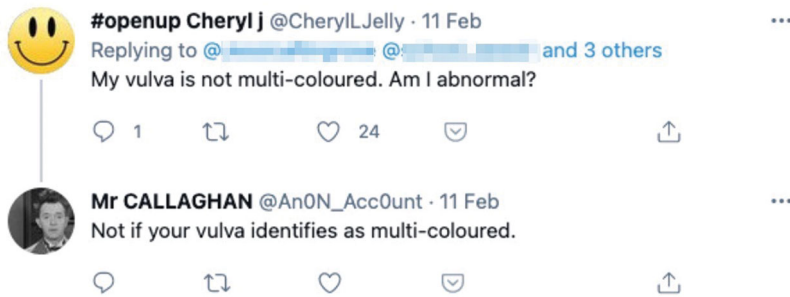 #openup Cheryl j @CherylLJelly · 11 Feb
Replying to @ @ and 3 others
My vulva is not multi-coloured. Am I abnormal?
1 24
Mr CALLAGHAN @An0N_Acc0unt · 11 Feb
Not if your vulva identifies as multi-coloured.